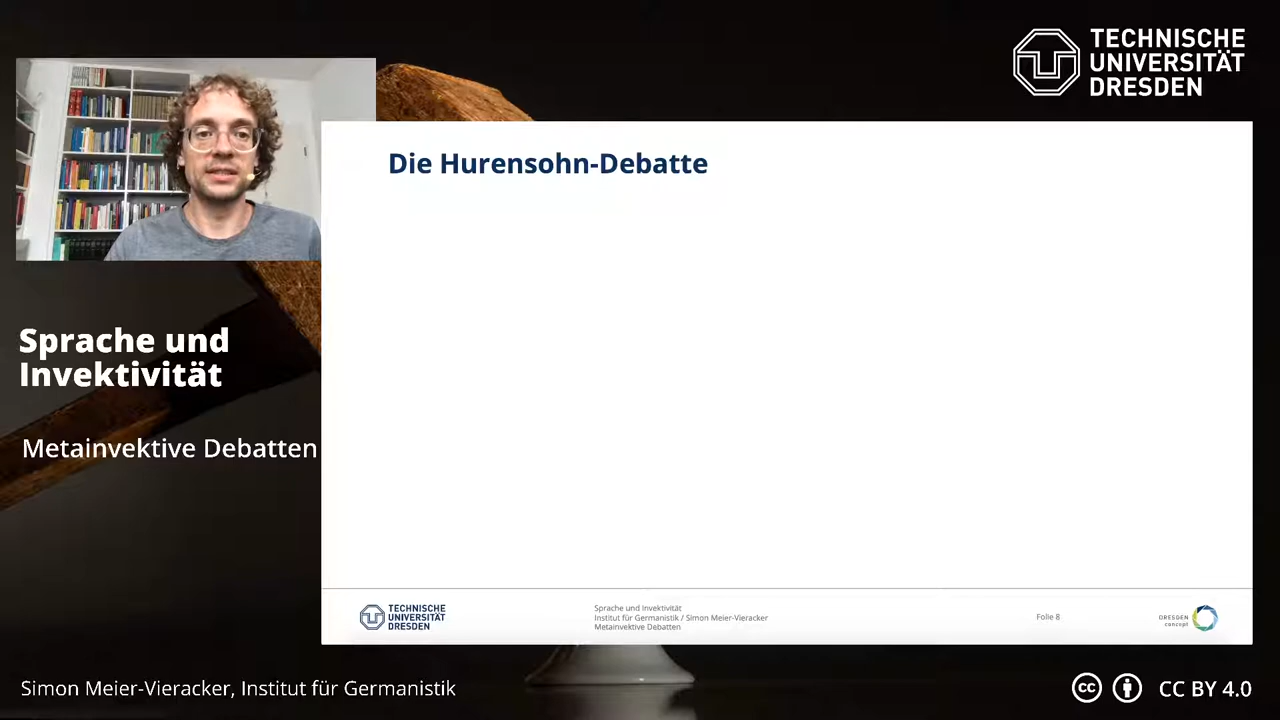 TECHNISCHE
UNIVERSITÄT
DRESDEN
Die Hurensohn-Debatte
Sprache und
Invektivität
Metainvektive Debatten
TECHNISCHE
UNIVERSITÄT
DRESDEN
Sprache und Invektivität
Institut für Germanistik / Simon Meier-Vieracker
Metainvektive Debatten
Folie 8
DRESDEN
concept
Simon Meier-Vieracker, Institut für Germanistik
cc
CC BY 4.0